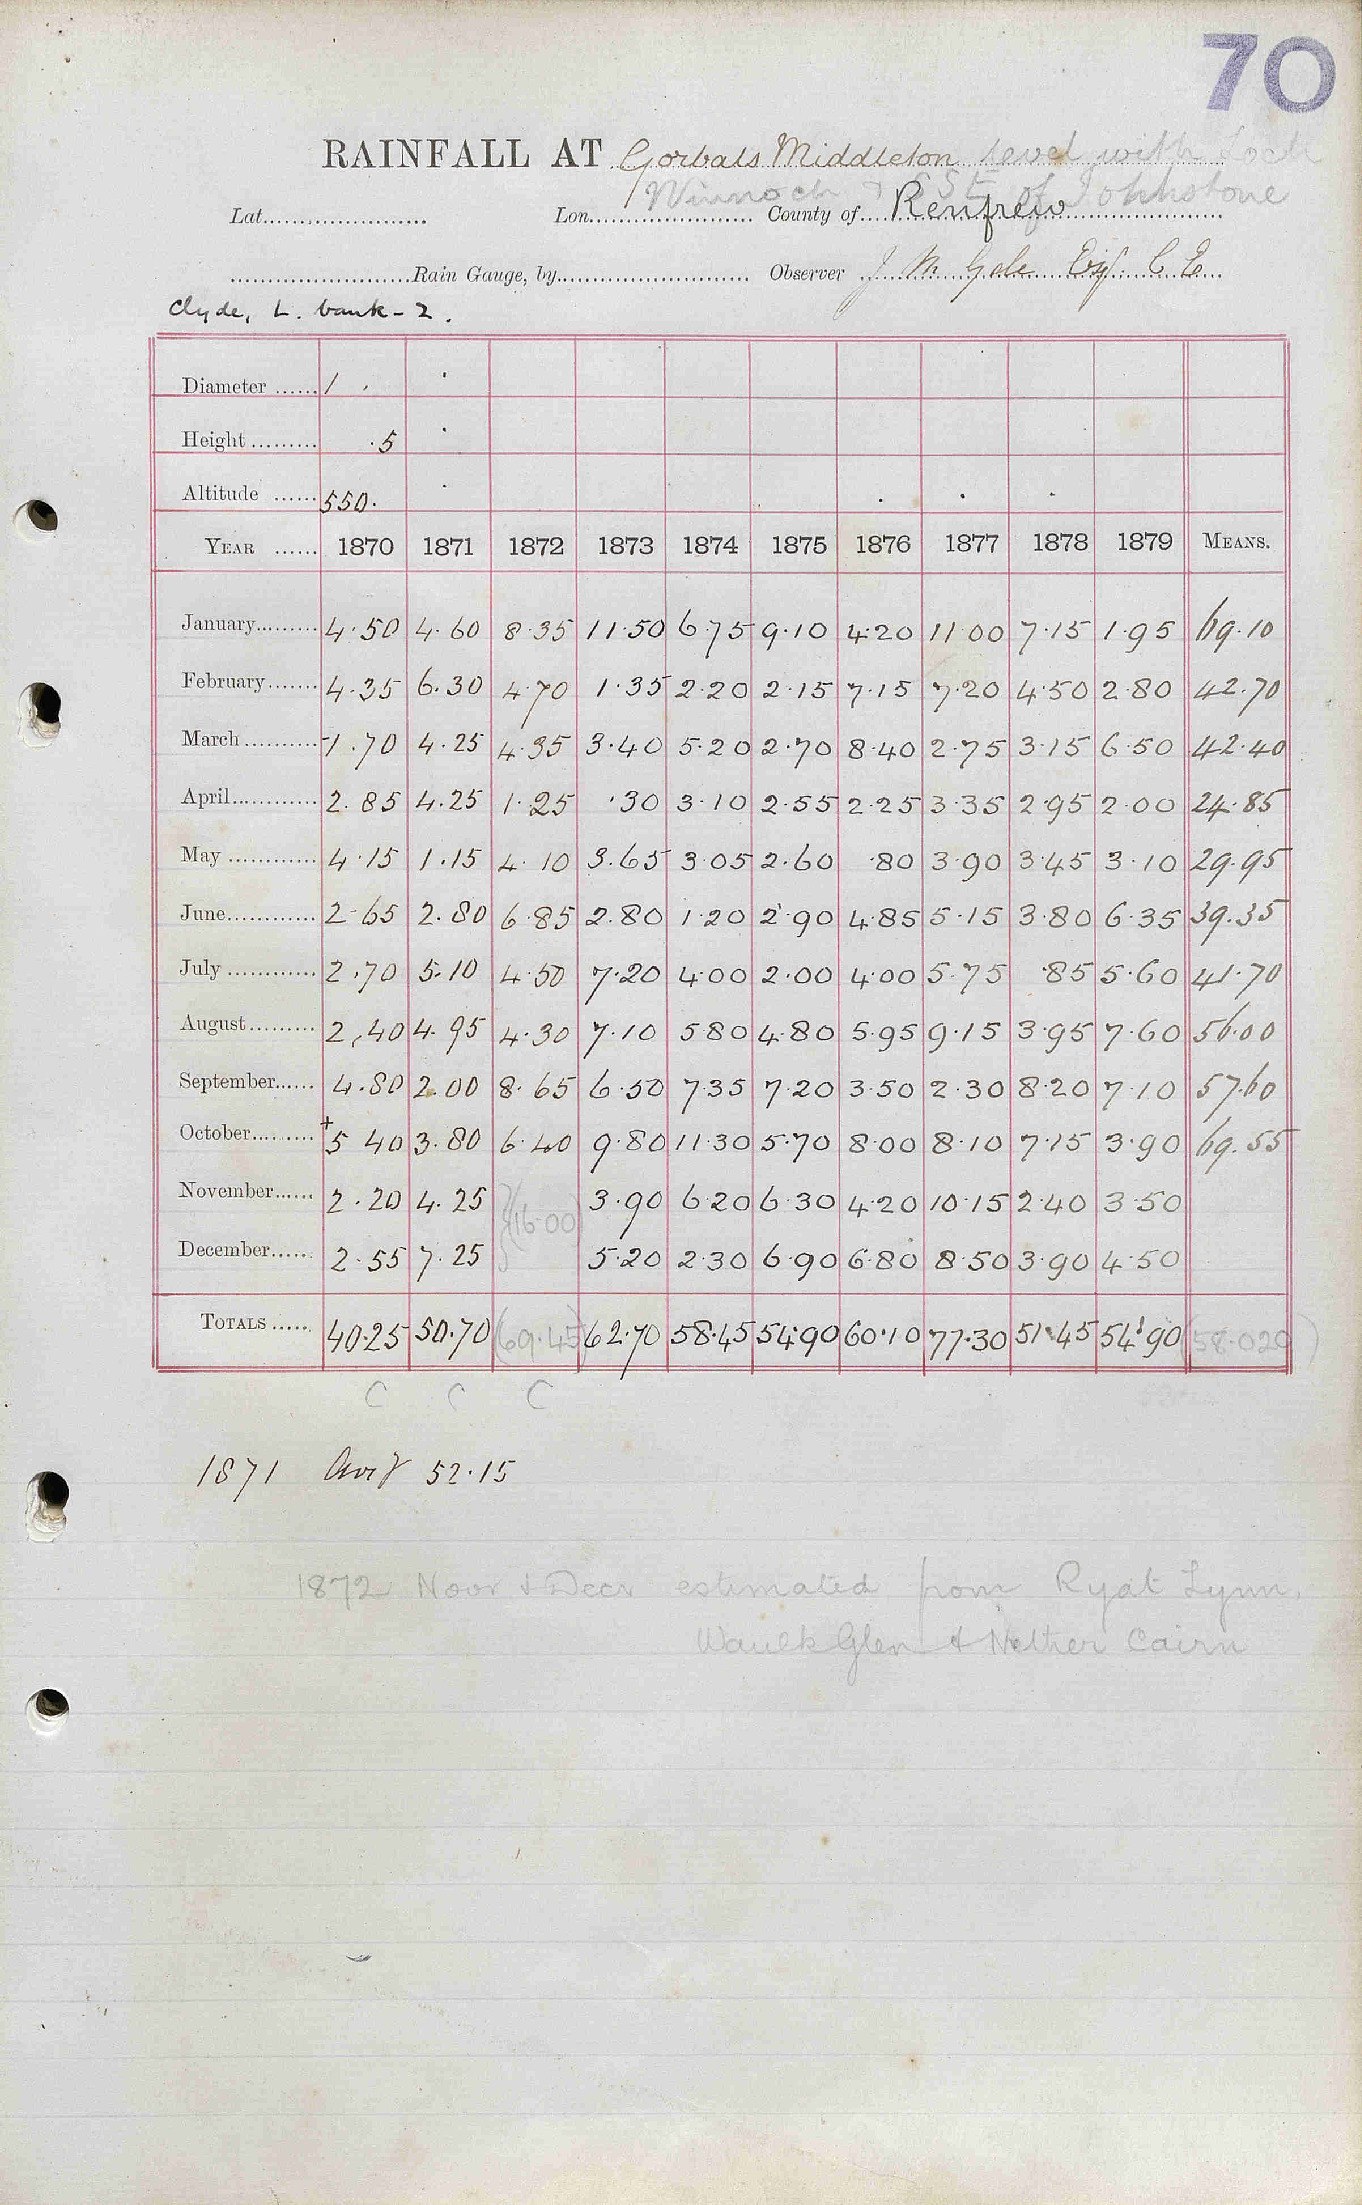 70
RAINFALL AT Gorbals Middleton level with Loch
Winnoch & SSE of Johnstone
Lat. Lon. County of Renfrew
Rain Gauge, by Observer J M Gale Esq. C E
Clyde, L. bank - 2.
Diameter 1
Height .5
Altitude 550.
YEAR 1870 1871 1872 1873 1874 1875 1876 1877 1878 1879 MEANS.
January 4.50 4.60 8.35 11.50 6.75 9.10 4.20 11.00 7.15 1.95 69.10
February 4.35 6.30 4.70 1.35 2.20 2.15 7.15 7.20 4.50 2.80 42.70
March 1.70 4.25 4.35 3.40 5.20 2.70 8.40 2.75 3.15 6.50 42.40
April 2.85 4.25 1.25 .30 3.10 2.55 2.25 3.35 2.95 2.00 24.85
May 4.15 1.15 4.10 3.65 3.05 2.60 .80 3.90 3.45 3.10 29.95
June 2.65 2.80 6.85 2.80 1.20 2.90 4.85 5.15 3.80 6.35 39.35
July 2.70 5.10 4.50 7.20 4.00 2.00 4.00 5.75 .85 5.60 41.70
August 2.40 4.95 4.30 7.10 5.80 4.80 5.95 9.15 3.95 7.60 56.00
September 4.80 2.00 8.65 6.50 7.35 7.20 3.50 2.30 8.20 7.10 57.60
October +5.40 3.80 6.40 9.80 11.30 5.70 8.00 8.10 7.15 3.90 69.55
November 2.20 4.25 (16.00) 3.90 6.20 6.30 4.20 10.15 2.40 3.50
December 2.55 7.25 5.20 2.30 6.90 6.80 8.50 3.90 4.50
TOTALS 40.25 50.70 (69.45) 62.70 58.45 54.90 60.10 77.30 51.45 54.90 (58.020)
C C C
1871 52.15
1872 Novr & Decr estimated from Ryat Lynn,
Waulk Glen & Nether Cairn